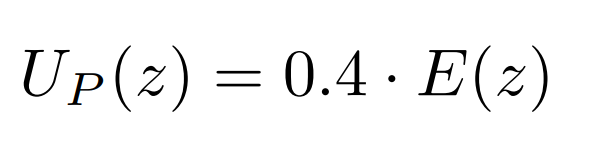 U_P(z) = 0.4 · E(z)